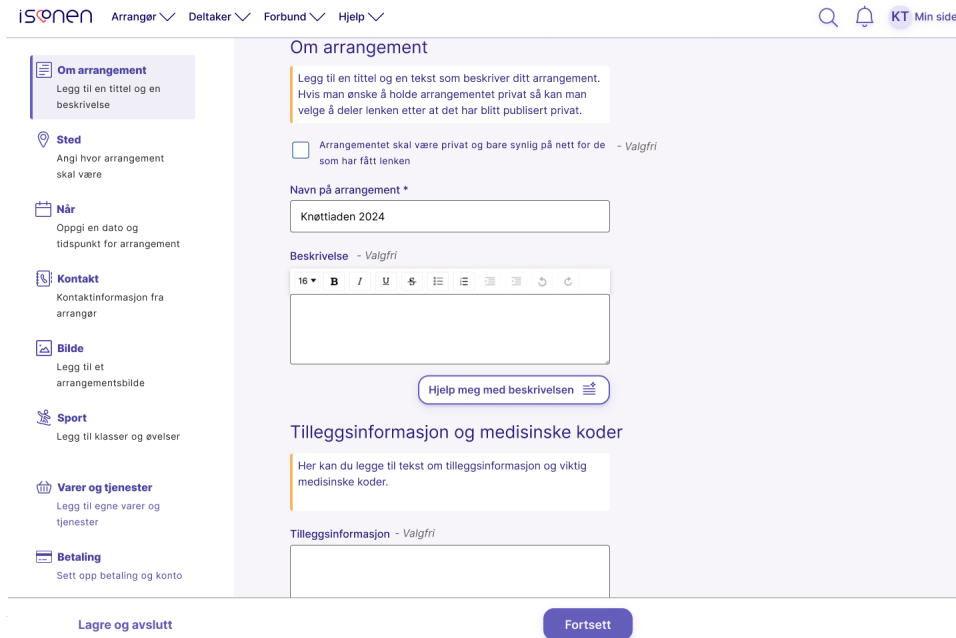 isonen
Arrangør
Deltaker
Forbund
Hjelp
KT Min side
Om arrangement
Legg til en tittel og en
beskrivelse
Sted
Angi hvor arrangement
skal være
Når
Oppgi en dato og
tidspunkt for arrangement
Kontakt
Kontaktinformasjon fra
arrangør
Bilde
Legg til et
arrangementsbilde
Sport
Legg til klasser og øvelser
Varer og tjenester
Legg til egne varer og
tjenester
Betaling
Sett opp betaling og konto
Om arrangement
Legg til en tittel og en tekst som beskriver ditt arrangement.
Hvis man ønske å holde arrangementet privat så kan man
velge å deler lenken etter at det har blitt publisert privat.
Arrangementet skal være privat og bare synlig på nett for de - Valgfri
som har fått lenken
Navn på arrangement *
Knøttiaden 2024
Beskrivelse - Valgfri
16 B I U S
Hjelp meg med beskrivelsen
Tilleggsinformasjon og medisinske koder
Her kan du legge til tekst om tilleggsinformasjon og viktig
medisinske koder.
Tilleggsinformasjon - Valgfri
Lagre og avslutt
Fortsett